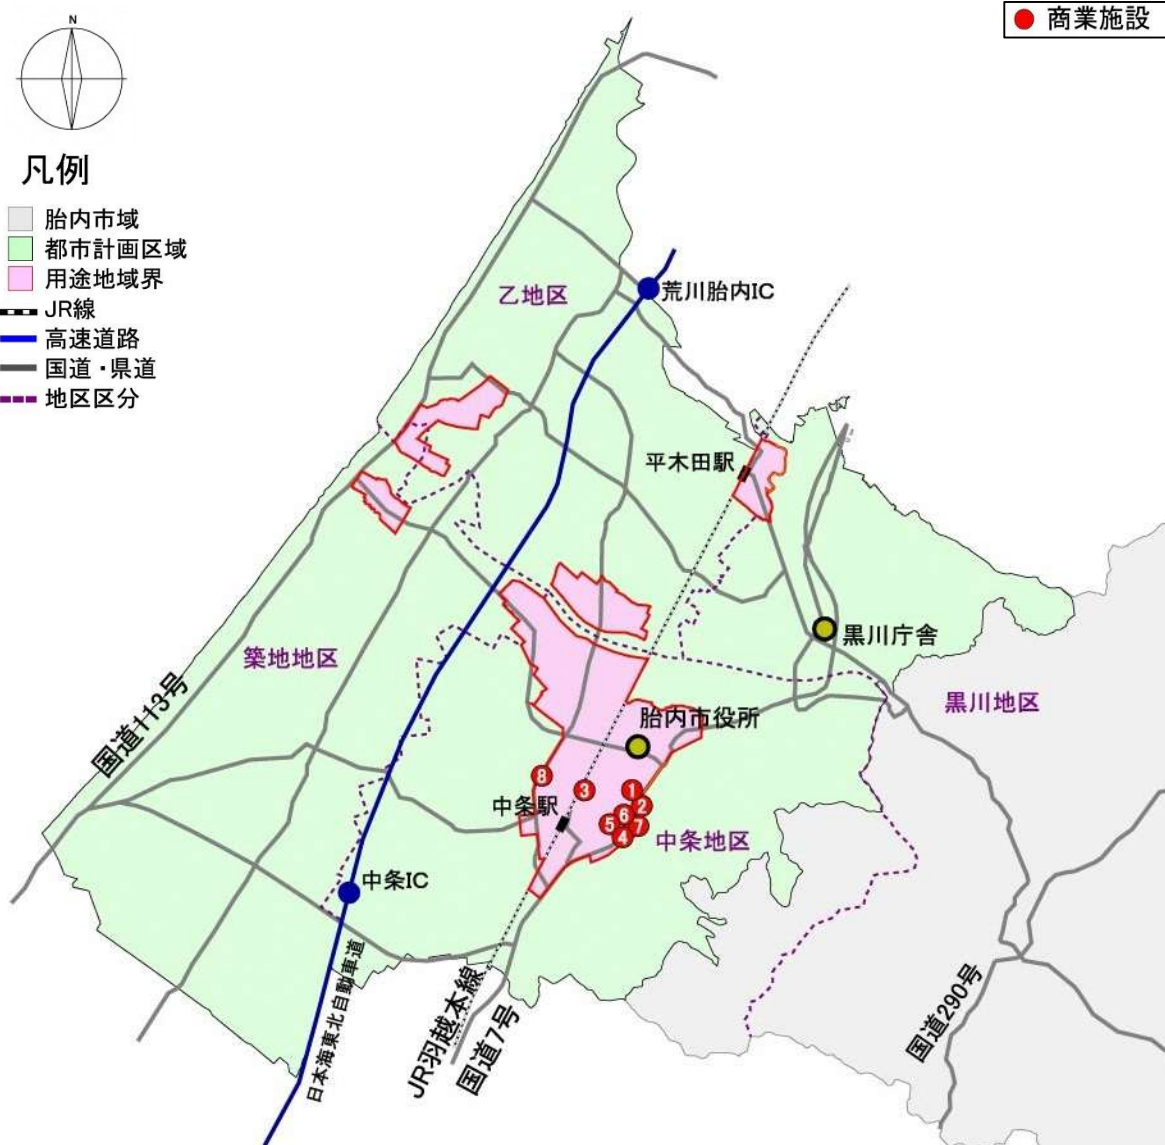 N
商業施設
凡例
胎内市域
都市計画区域
用途地域界
JR線
高速道路
国道・県道
地区区分
乙地区
荒川胎内IC
平木田駅
黒川庁舎
築地地区
黒川地区
国道113号
胎内市役所
8
3
1
2
中条駅
6
5
7
4
中条地区
中条IC
日本海東北自動車道
JR羽越本線
国道7号
国道290号